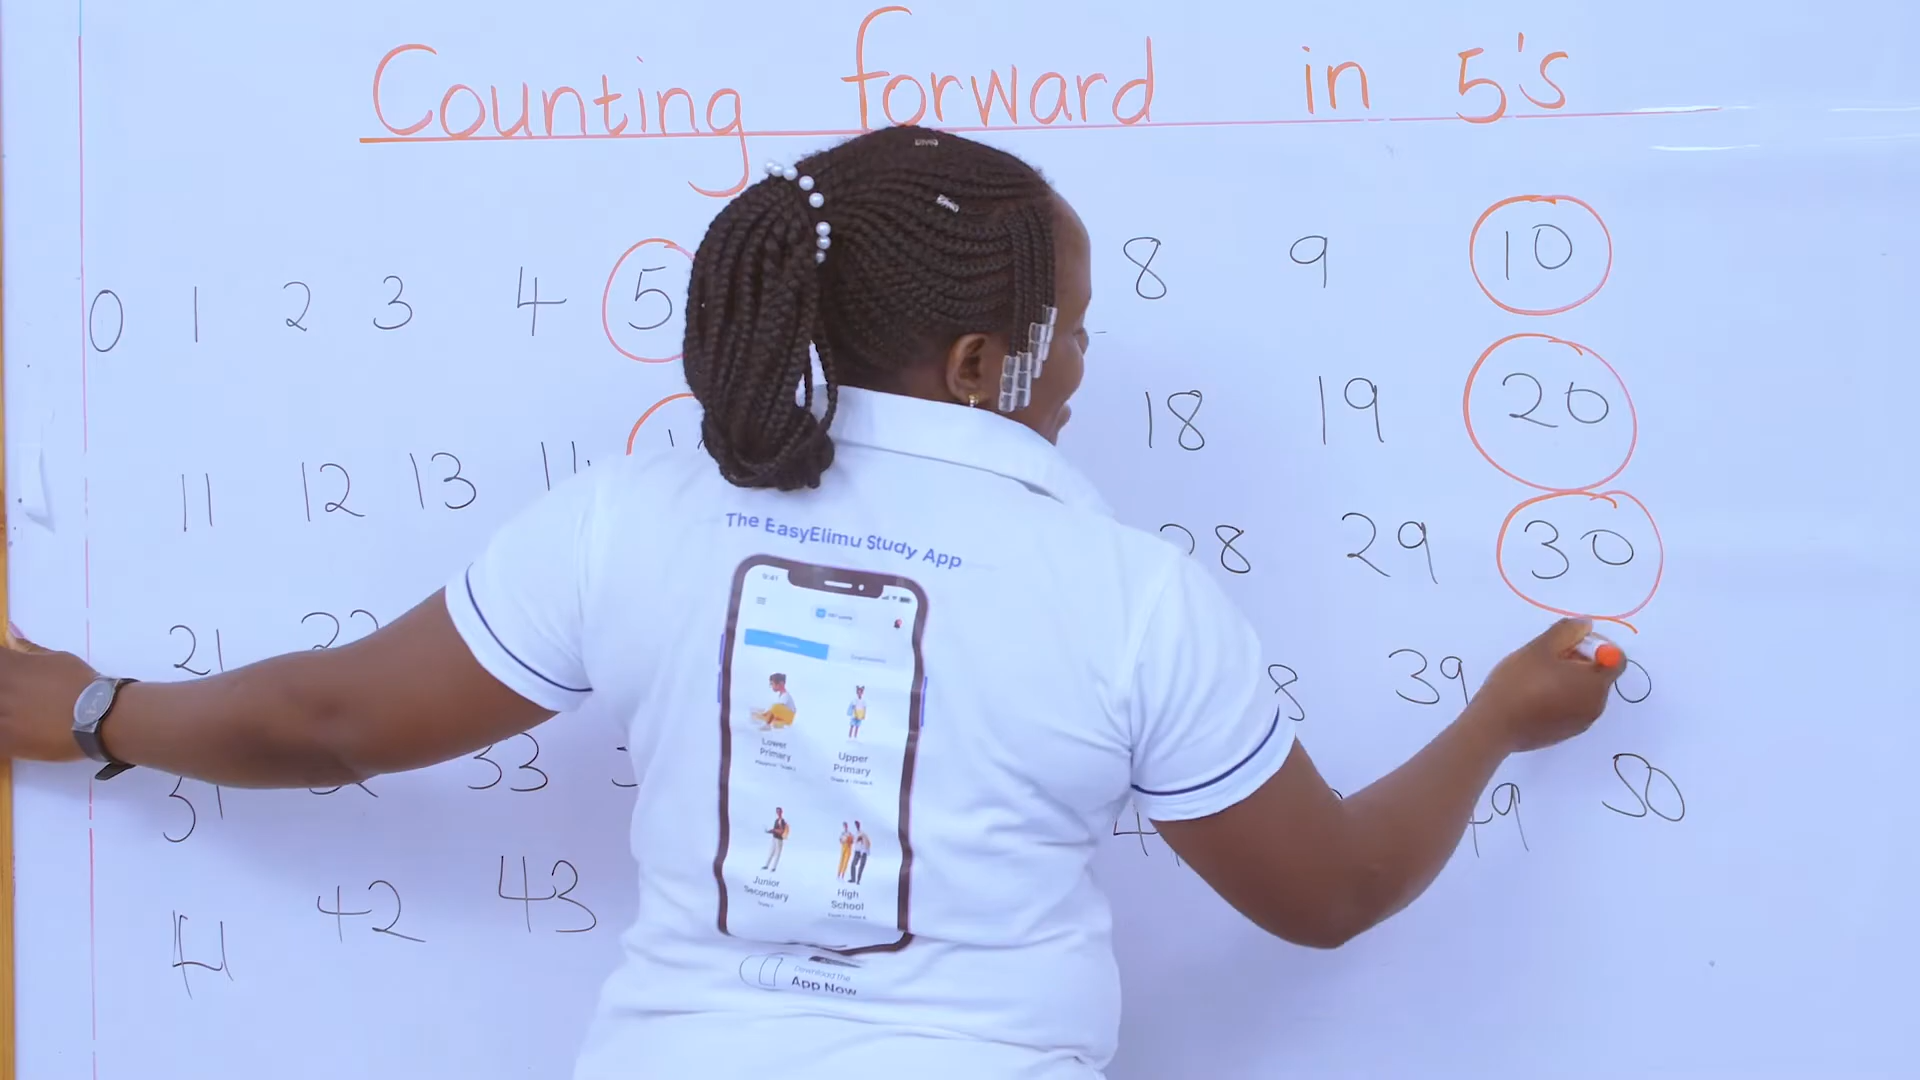 Counting forward in 5's
0 1 2 3 4 5 8 9 10
11 12 13 18 19 20
21 22 28 29 30
31 33 39
41 42 43 50
The EasyElimu Study App
9:41
Lower
Primary
Upper
Primary
Junior
Secondary
High
School
Download the
App Now